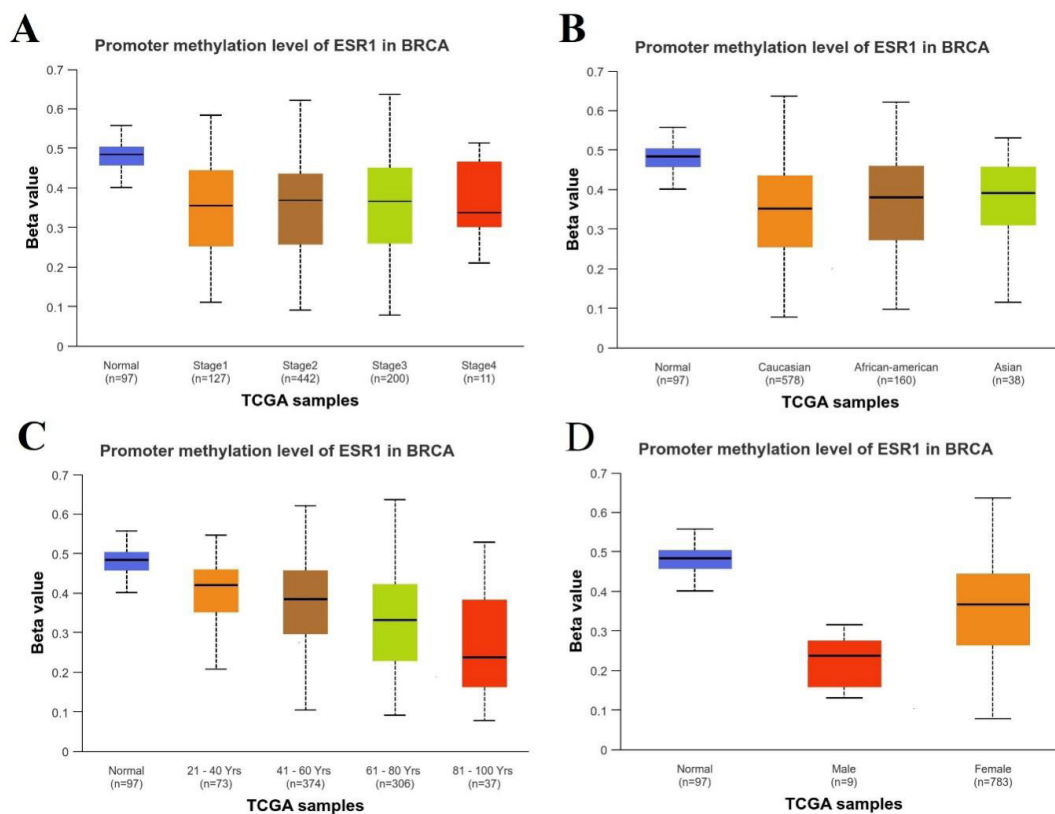 A
Promoter methylation level of ESR1 in BRCA
Beta value
0.7
0.6
0.5
0.4
0.3
0.2
0.1
0
Normal
(n=97)
Stage1
(n=127)
Stage2
(n=442)
Stage3
(n=200)
Stage4
(n=11)
TCGA samples
B
Promoter methylation level of ESR1 in BRCA
Beta value
0.7
0.6
0.5
0.4
0.3
0.2
0.1
0
Normal
(n=97)
Caucasian
(n=578)
African-american
(n=160)
Asian
(n=38)
TCGA samples
C
Promoter methylation level of ESR1 in BRCA
Beta value
0.7
0.6
0.5
0.4
0.3
0.2
0.1
0
Normal
(n=97)
21 - 40 Yrs
(n=73)
41 - 60 Yrs
(n=374)
61 - 80 Yrs
(n=306)
81 - 100 Yrs
(n=37)
TCGA samples
D
Promoter methylation level of ESR1 in BRCA
Beta value
0.7
0.6
0.5
0.4
0.3
0.2
0.1
0
Normal
(n=97)
Male
(n=9)
Female
(n=783)
TCGA samples